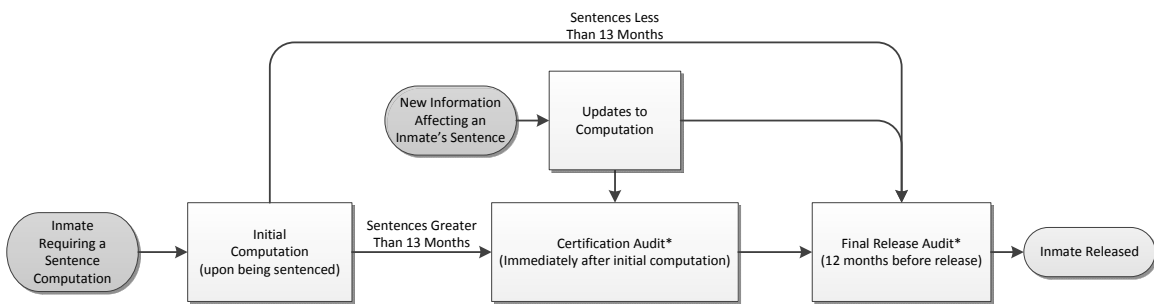 Sentences Less
Than 13 Months
New Information
Affecting an
Inmate’s Sentence
Updates to
Computation
Inmate
Requiring a
Sentence
Computation
Initial
Computation
(upon being sentenced)
Sentences Greater
Than 13 Months
Certification Audit*
(Immediately after initial computation)
Final Release Audit*
(12 months before release)
Inmate Released